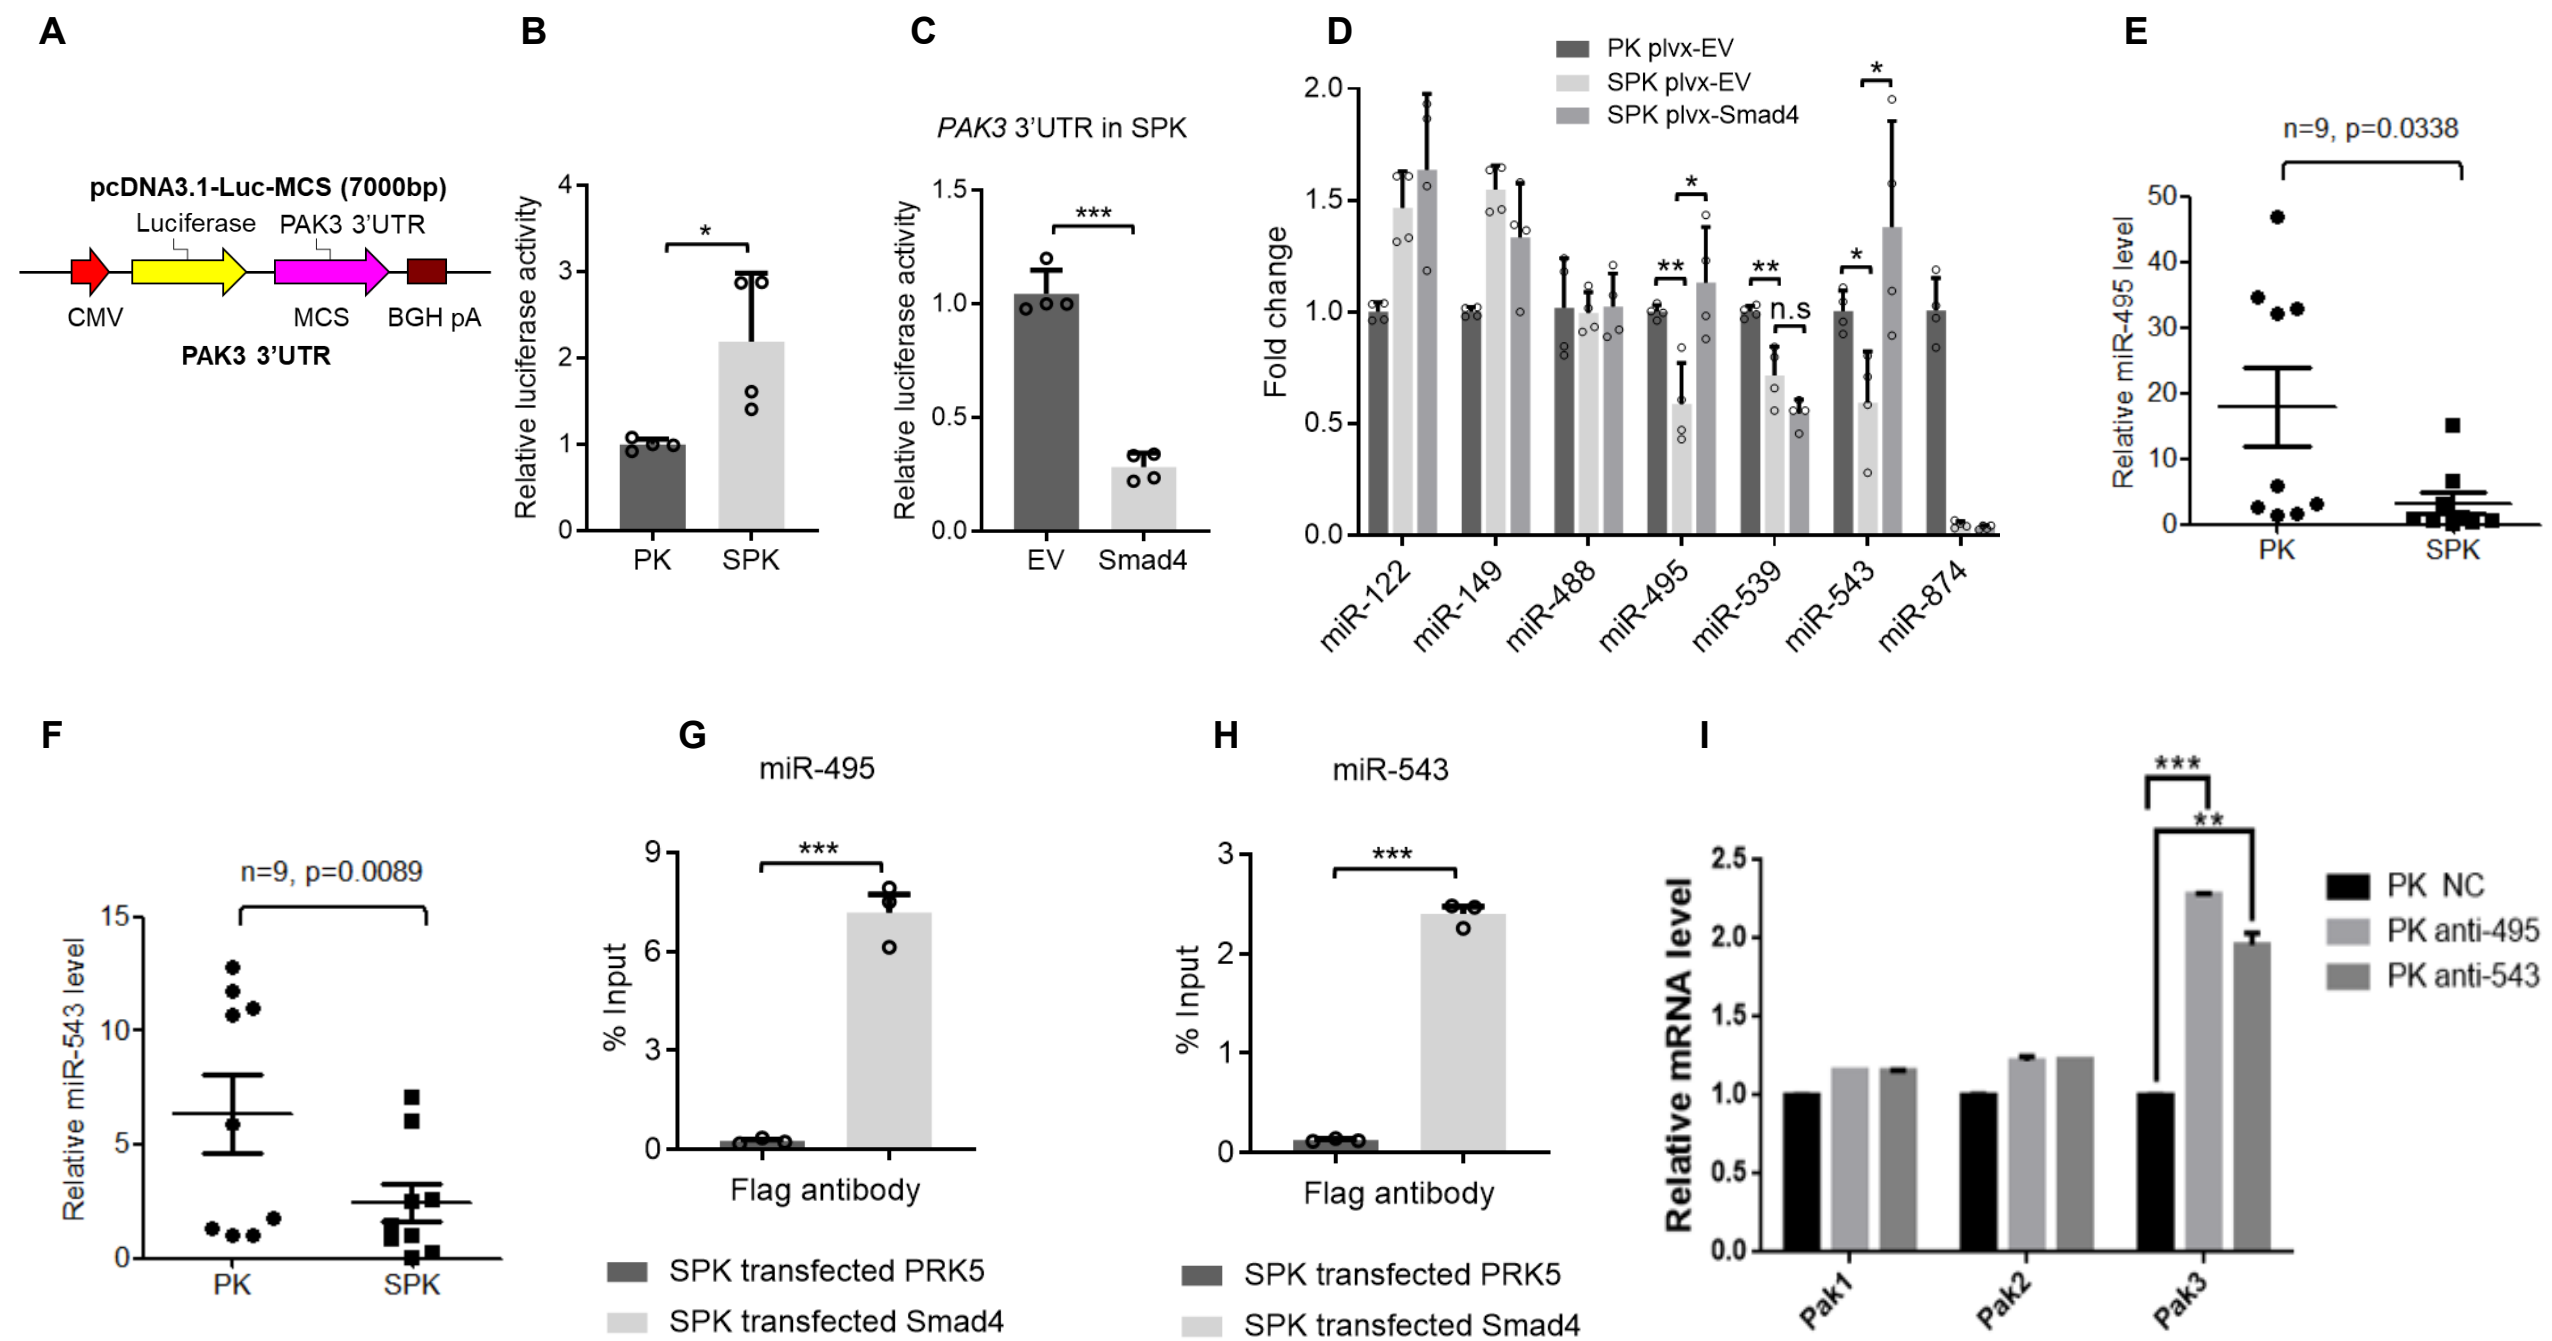 A
pcDNA3.1-Luc-MCS (7000bp)
Luciferase PAK3 3’UTR
CMV MCS BGH pA
PAK3 3’UTR
B
Relative luciferase activity
4
3
2
1
0
*
PK SPK
C
PAK3 3’UTR in SPK
Relative luciferase activity
1.5
1.0
0.5
0.0
***
EV Smad4
D
PK plvx-EV
SPK plvx-EV
SPK plvx-Smad4
Fold change
2.0
1.5
1.0
0.5
0.0
** * ** n.s * *
miR-122 miR-149 miR-488 miR-495 miR-539 miR-543 miR-874
E
n=9, p=0.0338
Relative miR-495 level
50
40
30
20
10
0
PK SPK
F
n=9, p=0.0089
Relative miR-543 level
15
10
5
0
PK SPK
G
miR-495
% Input
9
6
3
0
***
Flag antibody
SPK transfected PRK5
SPK transfected Smad4
H
miR-543
% Input
3
2
1
0
***
Flag antibody
SPK transfected PRK5
SPK transfected Smad4
I
Relative mRNA level
2.5
2.0
1.5
1.0
0.5
0.0
***
**
Pak1 Pak2 Pak3
PK NC
PK anti-495
PK anti-543